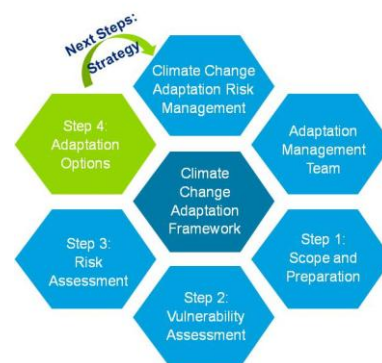 Next Steps:
Strategy
Climate Change
Adaptation Risk
Management
Adaptation
Management
Team
Step 1:
Scope and
Preparation
Step 2:
Vulnerability
Assessment
Step 3:
Risk
Assessment
Step 4:
Adaptation
Options
Climate
Change
Adaptation
Framework